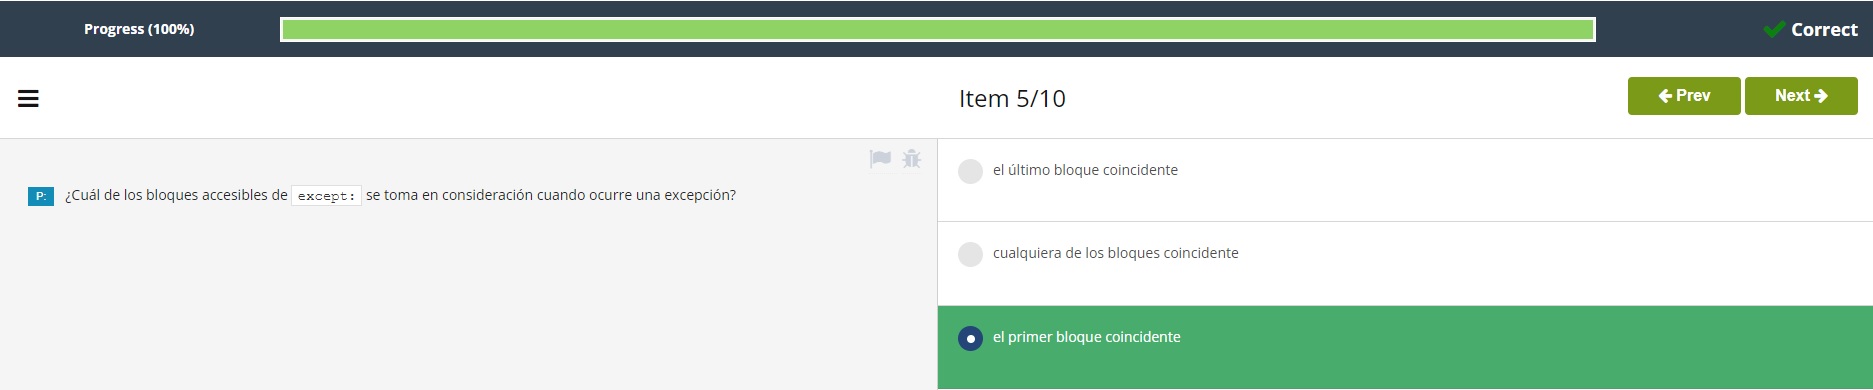 Progress (100%)
Correct
Item 5/10
Prev
Next
P: ¿Cuál de los bloques accesibles de except: se toma en consideración cuando ocurre una excepción?
el último bloque coincidente
cualquiera de los bloques coincidente
el primer bloque coincidente